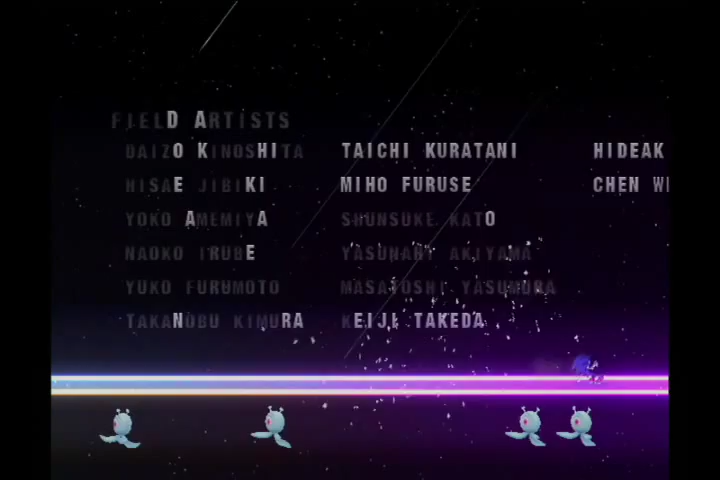 FIELD ARTISTS
DAIZO KINOSHITA TAICHI KURATANI HIDEAK
HISAE JIBIKI MIHO FURUSE CHEN WE
YOKO AMEMIYA SHUNSUKE KATO
NAOKO IRUBE YASUNARI AKIYAMA
YUKO FURUMOTO MASATOSHI YASUMURA
TAKANOBU KIMURA KEIJI TAKEDA